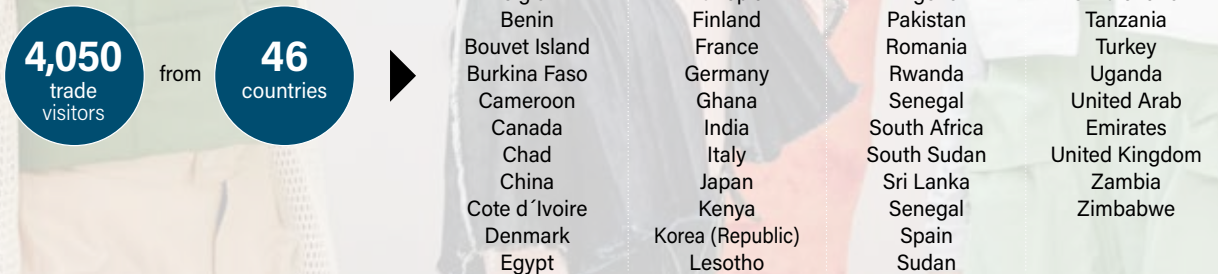 4,050
trade
visitors
from
46
countries
Benin
Bouvet Island
Burkina Faso
Cameroon
Canada
Chad
China
Cote d´Ivoire
Denmark
Egypt
Finland
France
Germany
Ghana
India
Italy
Japan
Kenya
Korea (Republic)
Lesotho
Pakistan
Romania
Rwanda
Senegal
South Africa
South Sudan
Sri Lanka
Senegal
Spain
Sudan
Tanzania
Turkey
Uganda
United Arab
Emirates
United Kingdom
Zambia
Zimbabwe